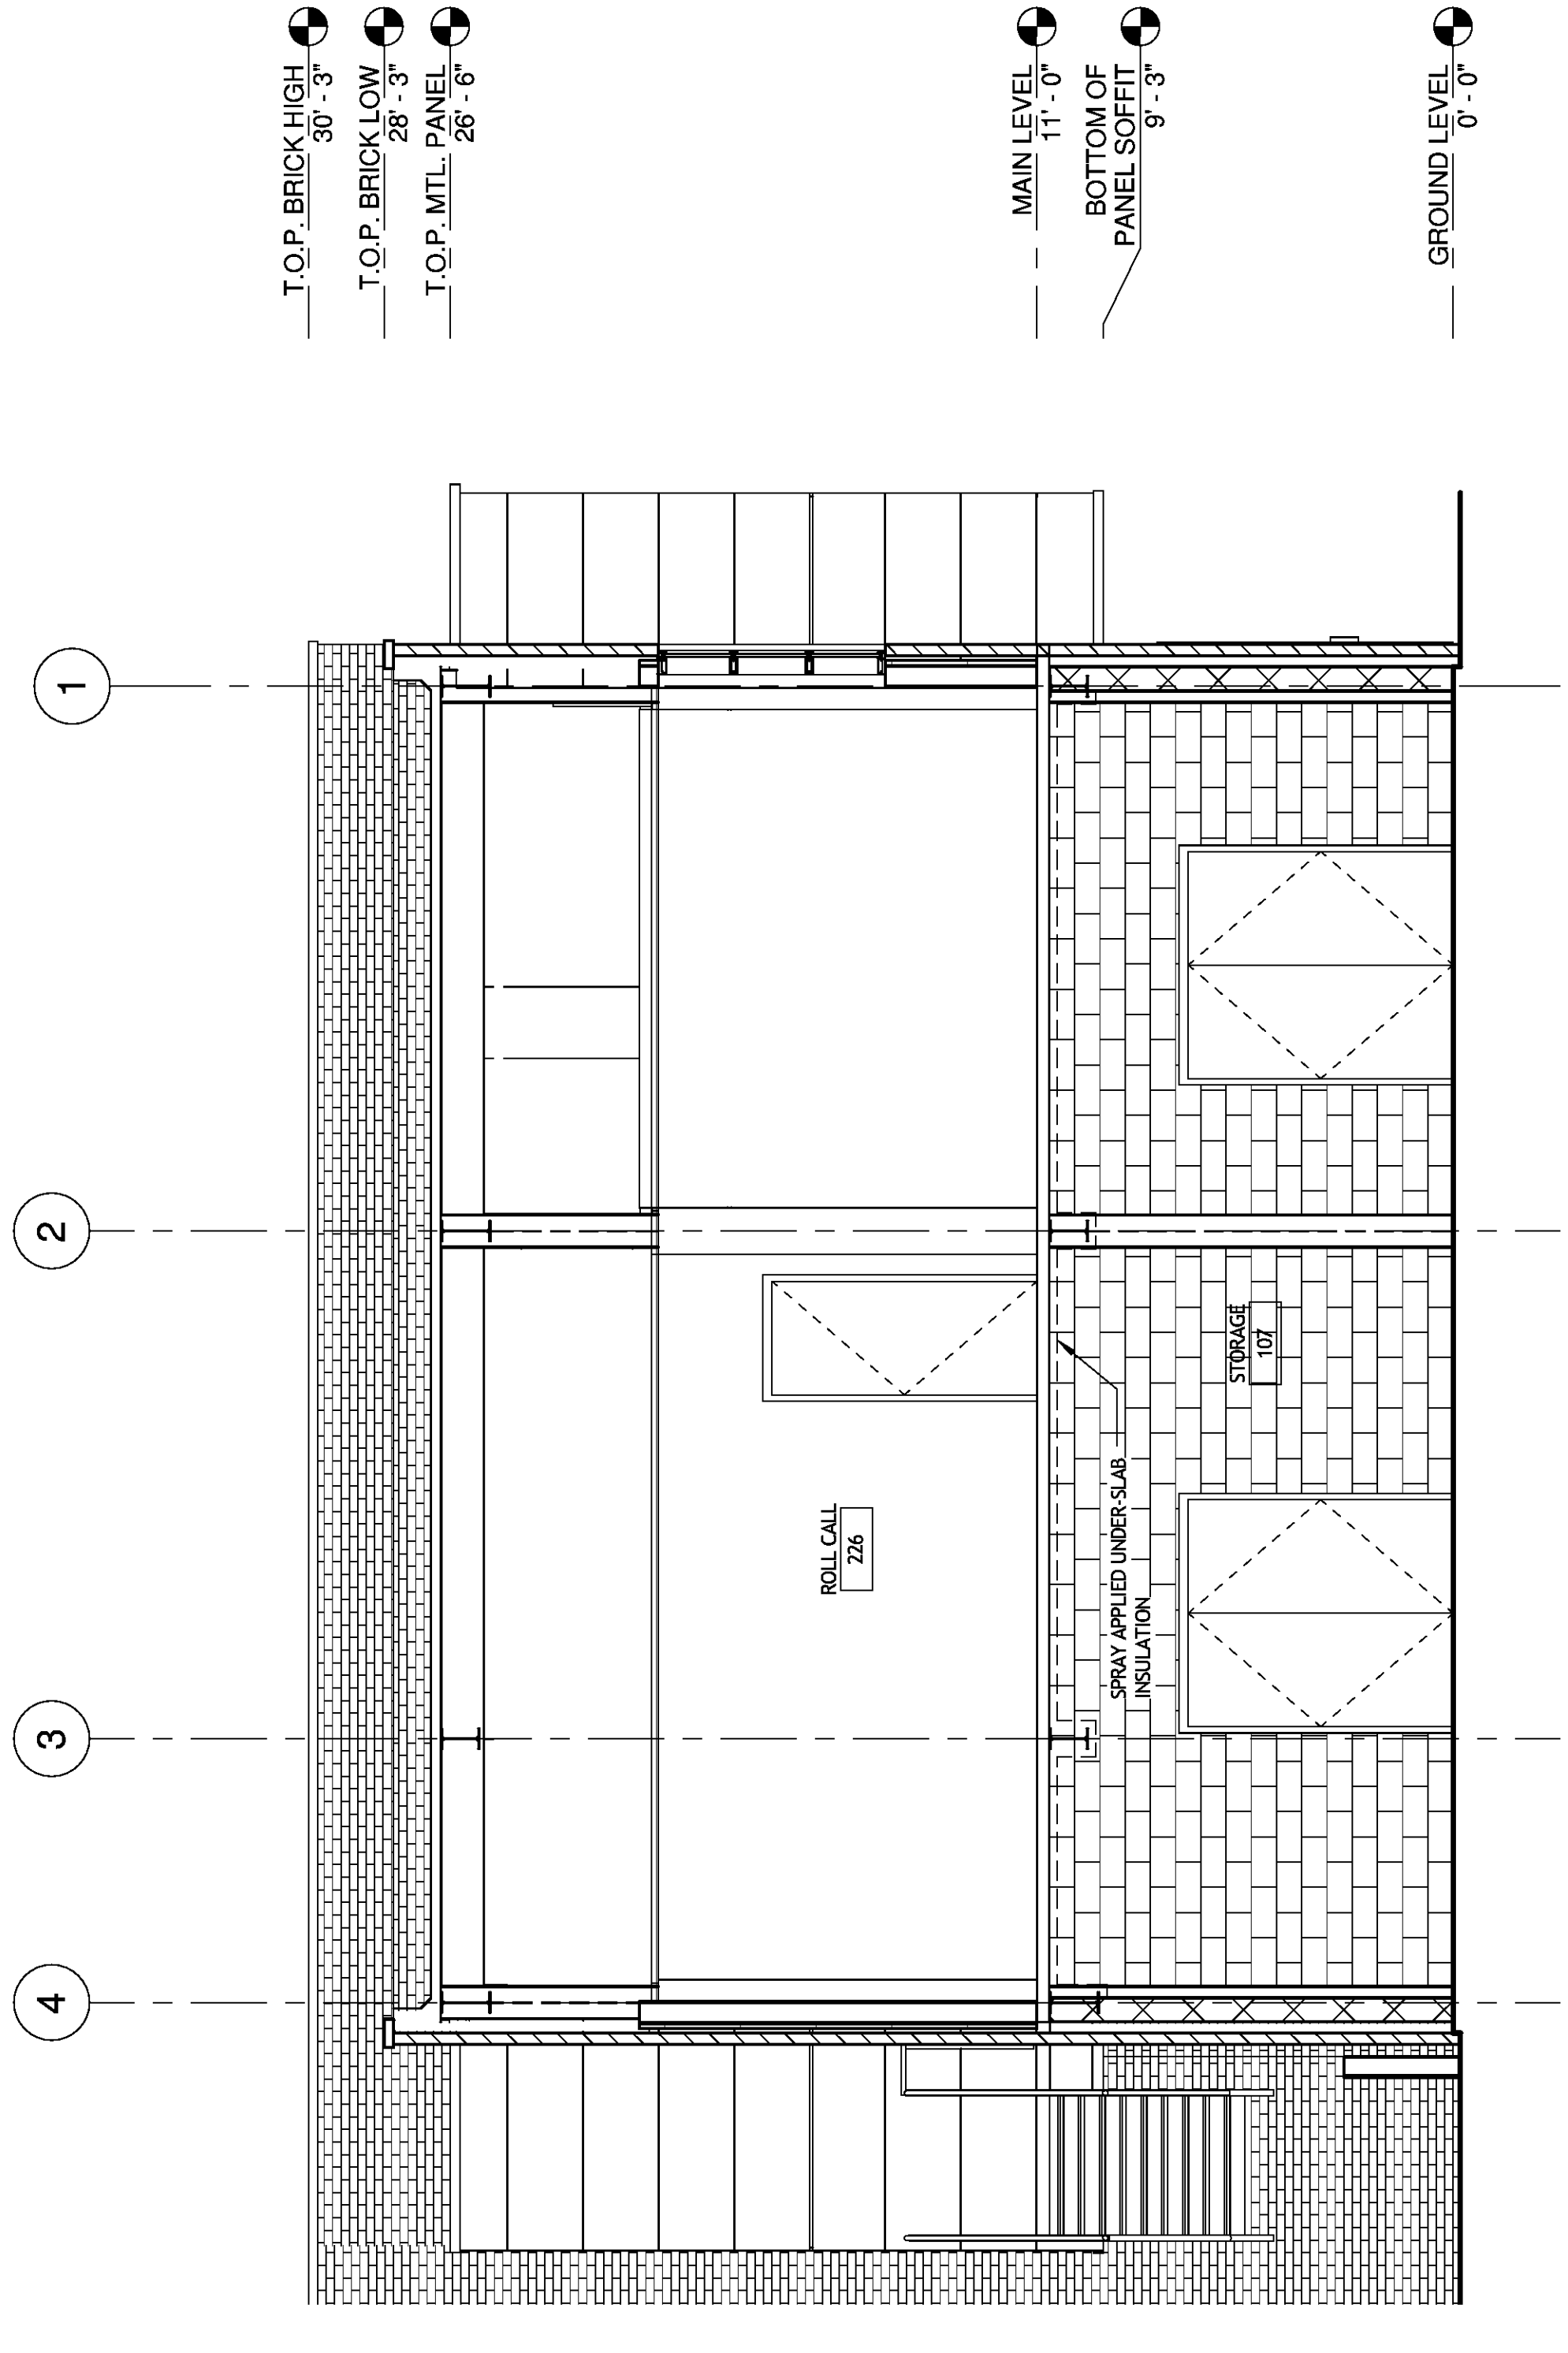 4
3
2
1
T.O.P. BRICK HIGH
30' - 3"
T.O.P. BRICK LOW
28' - 3"
T.O.P. MTL. PANEL
26' - 6"
ROLL CALL
226
MAIN LEVEL
11' - 0"
BOTTOM OF
PANEL SOFFIT
9' - 3"
SPRAY APPLIED UNDER-SLAB
INSULATION
STORAGE
107
GROUND LEVEL
0' - 0"